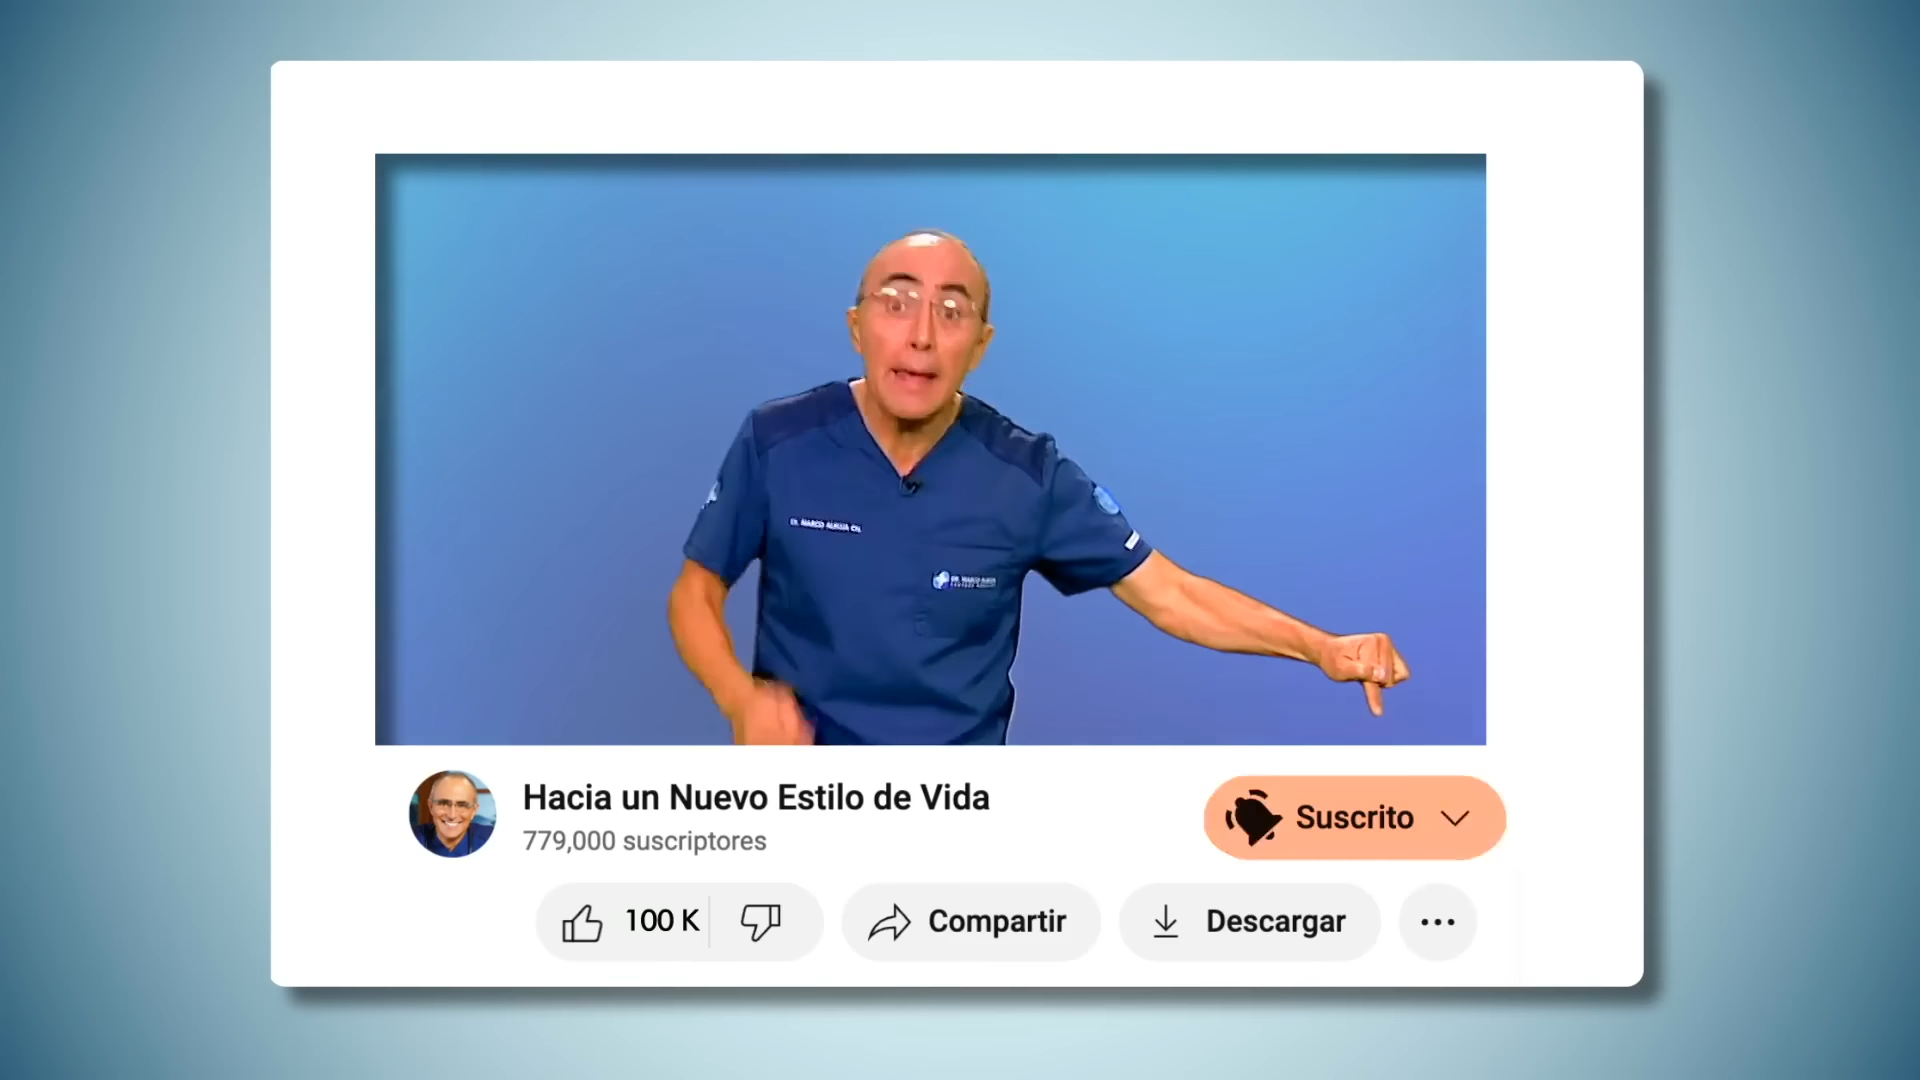 Hacia un Nuevo Estilo de Vida
779,000 suscriptores
Suscrito
100 K
Compartir
Descargar